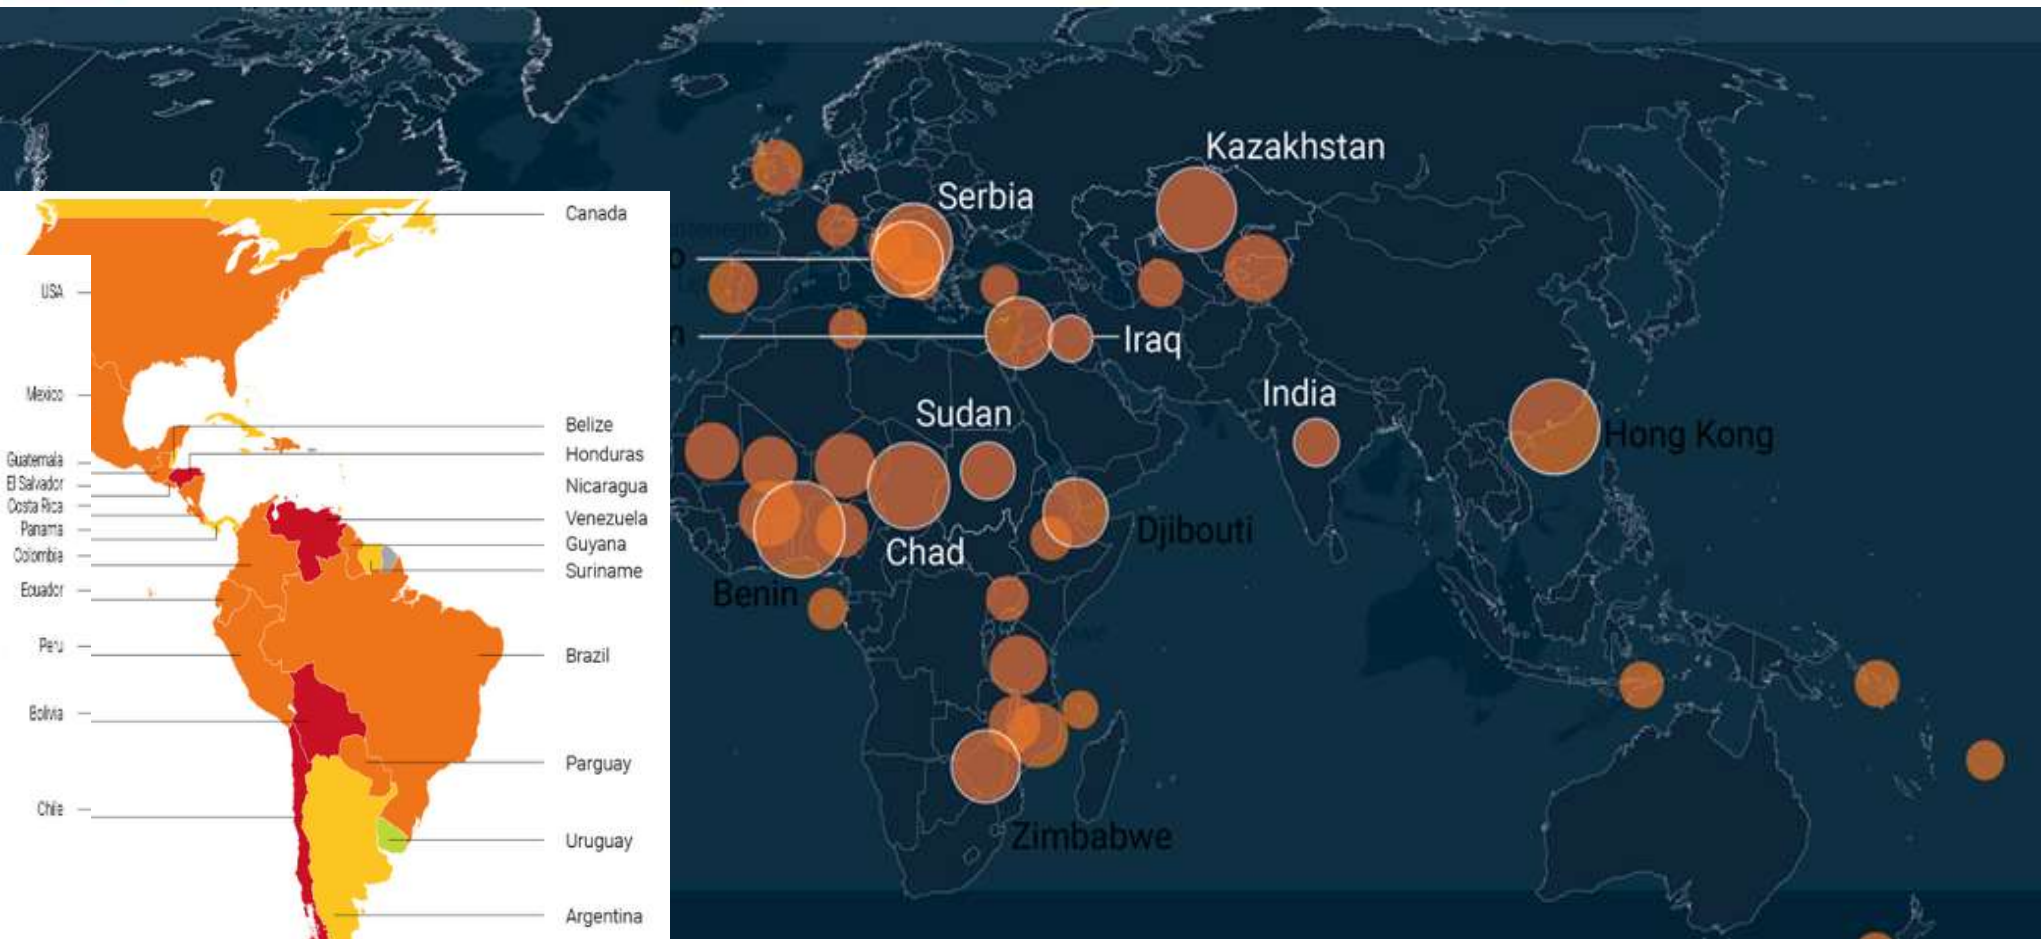 Kazakhstan
Serbia
Iraq
India
Sudan
Hong Kong
Djibouti
Chad
Benin
Zimbabwe
Canada
USA
Mexico
Belize
Honduras
Guatemala
El Salvador
Nicaragua
Costa Rica
Venezuela
Panama
Guyana
Colombia
Suriname
Ecuador
Peru
Brazil
Bolivia
Parguay
Chile
Uruguay
Argentina